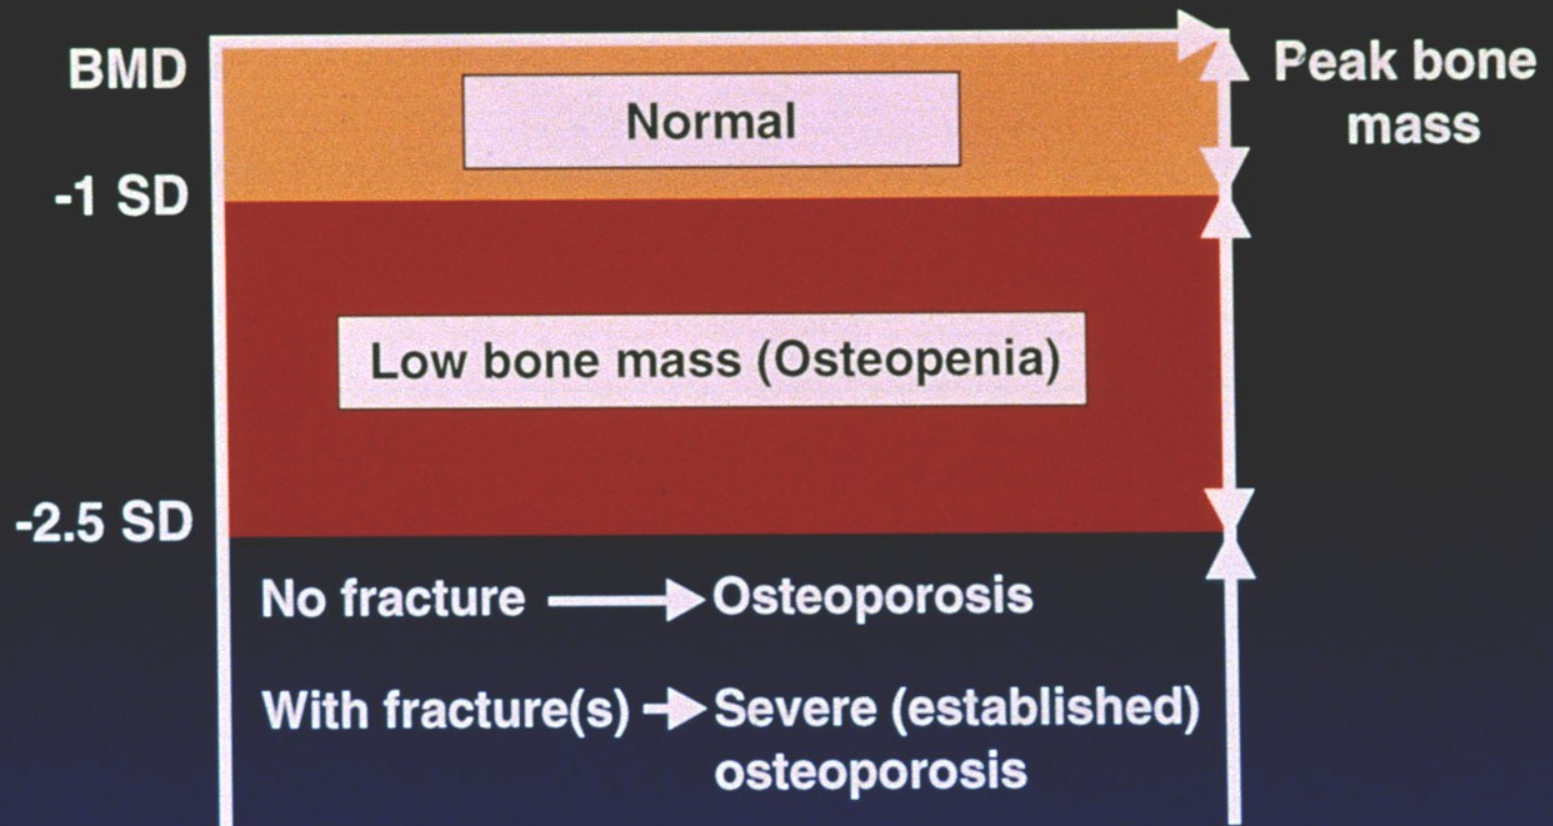 BMD
Peak bone
mass
Normal
-1 SD
Low bone mass (Osteopenia)
-2.5 SD
No fracture
Osteoporosis
With fracture(s)
Severe (established)
osteoporosis